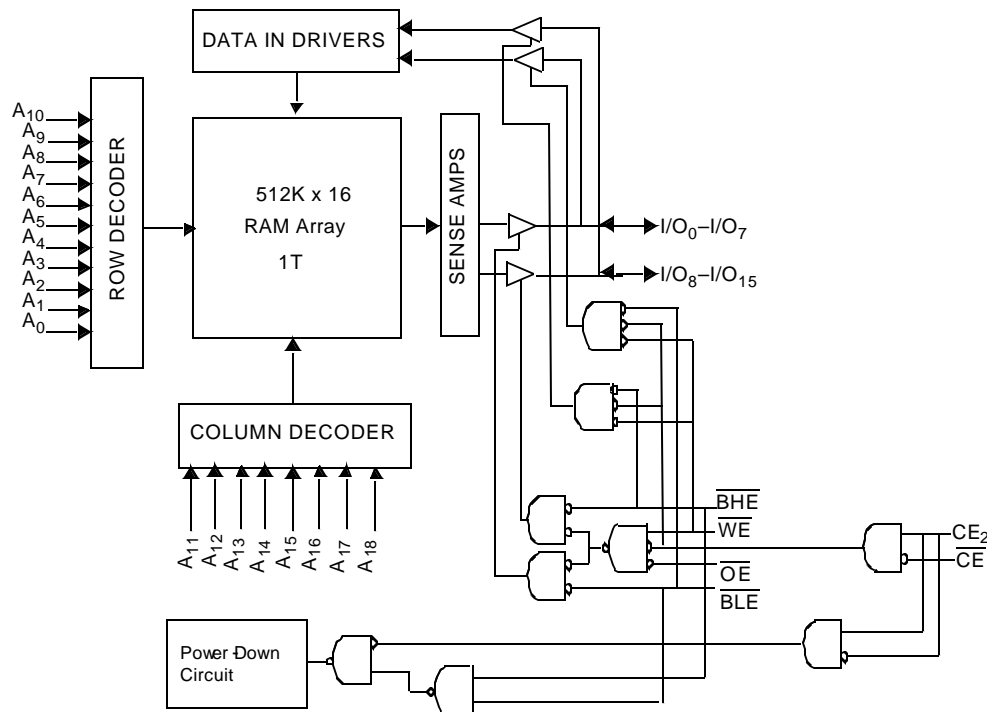 DATA IN DRIVERS
A10
A9
A8
A7
A6
A5
A4
A3
A2
A1
A0
ROW DECODER
512K x 16
RAM Array
1T
SENSE AMPS
I/O0–I/O7
I/O8–I/O15
COLUMN DECODER
A11
A12
A13
A14
A15
A16
A17
A18
BHE
WE
OE
BLE
CE2
CE
Power-Down
Circuit